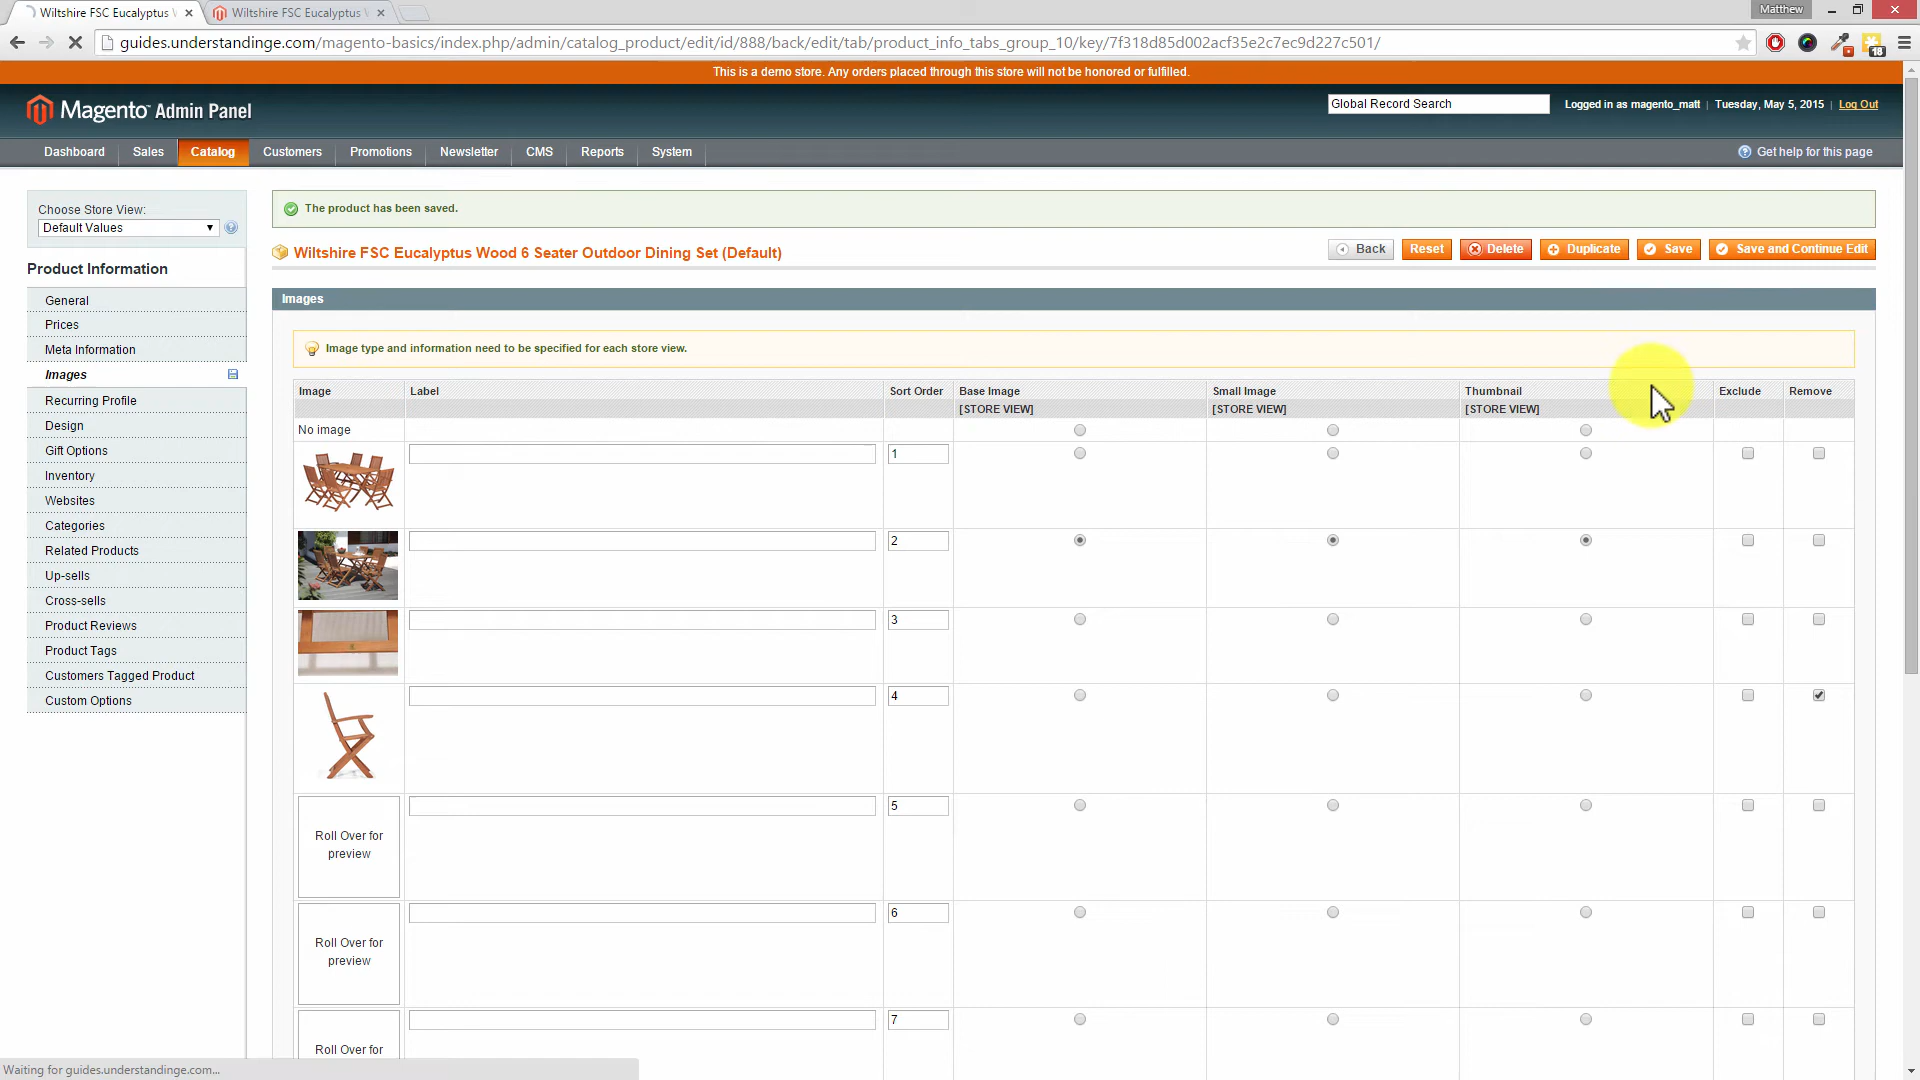 Wiltshire FSC Eucalyptus W
Wiltshire FSC Eucalyptus
Matthew
guides.understandinge.com/magento-basics/index.php/admin/catalog_product/edit/id/888/back/edit/tab/product_info_tabs_group_10/key/7f318d85d002acf35e2c7ec9d227c501/
18
This is a demo store. Any orders placed through this store will not be honored or fulfilled.
Magento Admin Panel
Global Record Search
Logged in as magento_matt | Tuesday, May 5, 2015 | Log Out
Dashboard Sales Catalog Customers Promotions Newsletter CMS Reports System
Get help for this page
Choose Store View:
Default Values
Product Information
General
Prices
Meta Information
Images
Recurring Profile
Design
Gift Options
Inventory
Websites
Categories
Related Products
Up-sells
Cross-sells
Product Reviews
Product Tags
Customers Tagged Product
Custom Options
The product has been saved.
Wiltshire FSC Eucalyptus Wood 6 Seater Outdoor Dining Set (Default)
Back Reset Delete Duplicate Save Save and Continue Edit
Images
Image type and information need to be specified for each store view.
Image Label Sort Order Base Image Small Image Thumbnail Exclude Remove
[STORE VIEW] [STORE VIEW] [STORE VIEW]
No image
1
2
3
4
5
Roll Over for
preview
6
Roll Over for
preview
7
Roll Over for
Waiting for guides.understandinge.com...